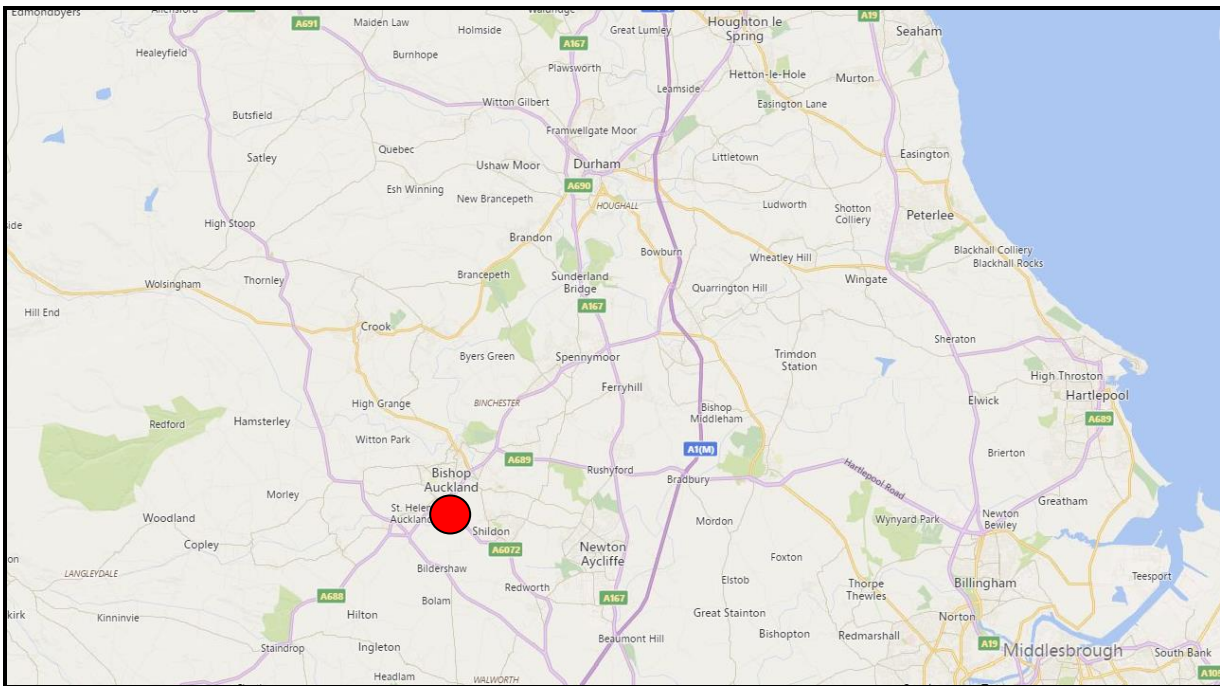 Edmondbyers
A691
Maiden Law
Holmside
A167
Great Lumley
Houghton le
Spring
A19
Seaham
Healeyfield
Burnhope
Plawsworth
Hetton-le-Hole
Murton
Leamside
Witton Gilbert
Easington Lane
Butsfield
Framwellgate Moor
Quebec
Satley
Ushaw Moor
Durham
Littletown
Easington
Esh Winning
A690
New Brancepeth
HOUGHALL
Ludworth
Shotton
Colliery
Peterlee
side
High Stoop
Brandon
Bowburn
Wheatley Hill
Blackhall Colliery
Blackhall Rocks
Wolsingham
Thornley
Brancepeth
Sunderland
Bridge
Quarrington Hill
Wingate
Hill End
A167
Crook
Sheraton
Byers Green
Spennymoor
Trimdon
Station
High Throston
Hartlepool
Ferryhill
High Grange
BINCHESTER
Bishop
Middleham
Elwick
A689
Redford
Hamsterley
Witton Park
A1(M)
Brierton
Bishop
Auckland
A689
Rushyford
Bradbury
Hartlepool Road
Morley
St. Hele
Auckland
Greatham
Woodland
Shildon
Mordon
Wynyard Park
Newton
Bewley
Copley
A6072
Newton
Aycliffe
Foxton
on
LANGLEYDALE
Bildershaw
Elstob
Thorpe
Thewles
Billingham
Teesport
A688
Redworth
A167
kirk
Kinninvie
Hilton
Bolam
Great Stainton
Norton
Staindrop
Ingleton
Beaumont Hill
Bishopton
Redmarshall
A19
Middlesbrough
South Bank
Headlam
WALWORTH